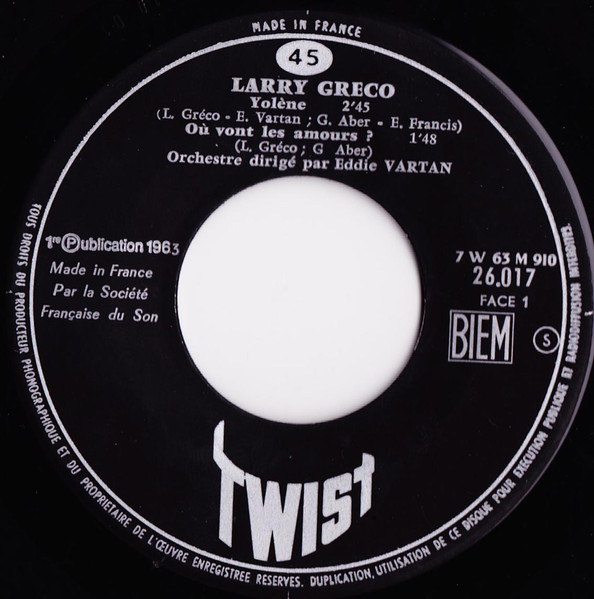 MADE IN FRANCE
45
LARRY GRECO
Yolène 2'45
(L. Gréco - E. Vartan ; G. Aber - E. Francis)
Où vont les amours ? 1'48
(L. Gréco ; G Aber)
Orchestre dirigé par Eddie VARTAN
1re Ⓟublication 1963
Made in France
Par la Société
Française du Son
7 W 63 M 910
26.017
FACE 1
BIEM
S
TWIST
TOUS DROITS DU PRODUCTEUR PHONOGRAPHIQUE ET DU PROPRIETAIRE DE L'ŒUVRE ENREGISTREE RESERVES. DUPLICATION, UTILISATION DE CE DISQUE POUR EXECUTION PUBLIQUE ET RADIODIFFUSION INTERDITES.